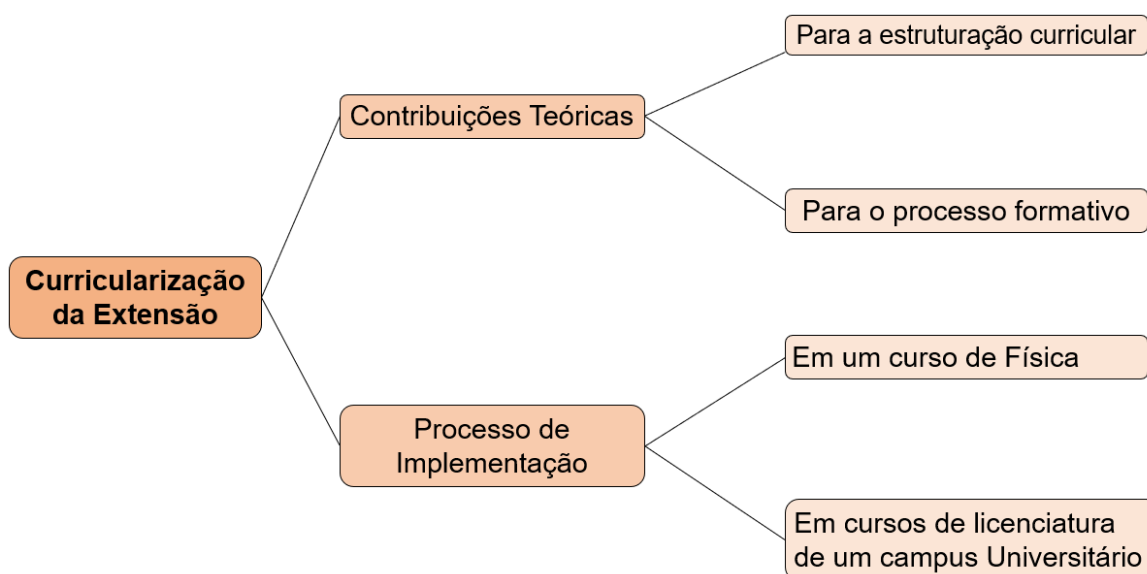 Para a estruturação curricular
Contribuições Teóricas
Para o processo formativo
Curricularização
da Extensão
Em um curso de Física
Processo de
Implementação
Em cursos de licenciatura
de um campus Universitário